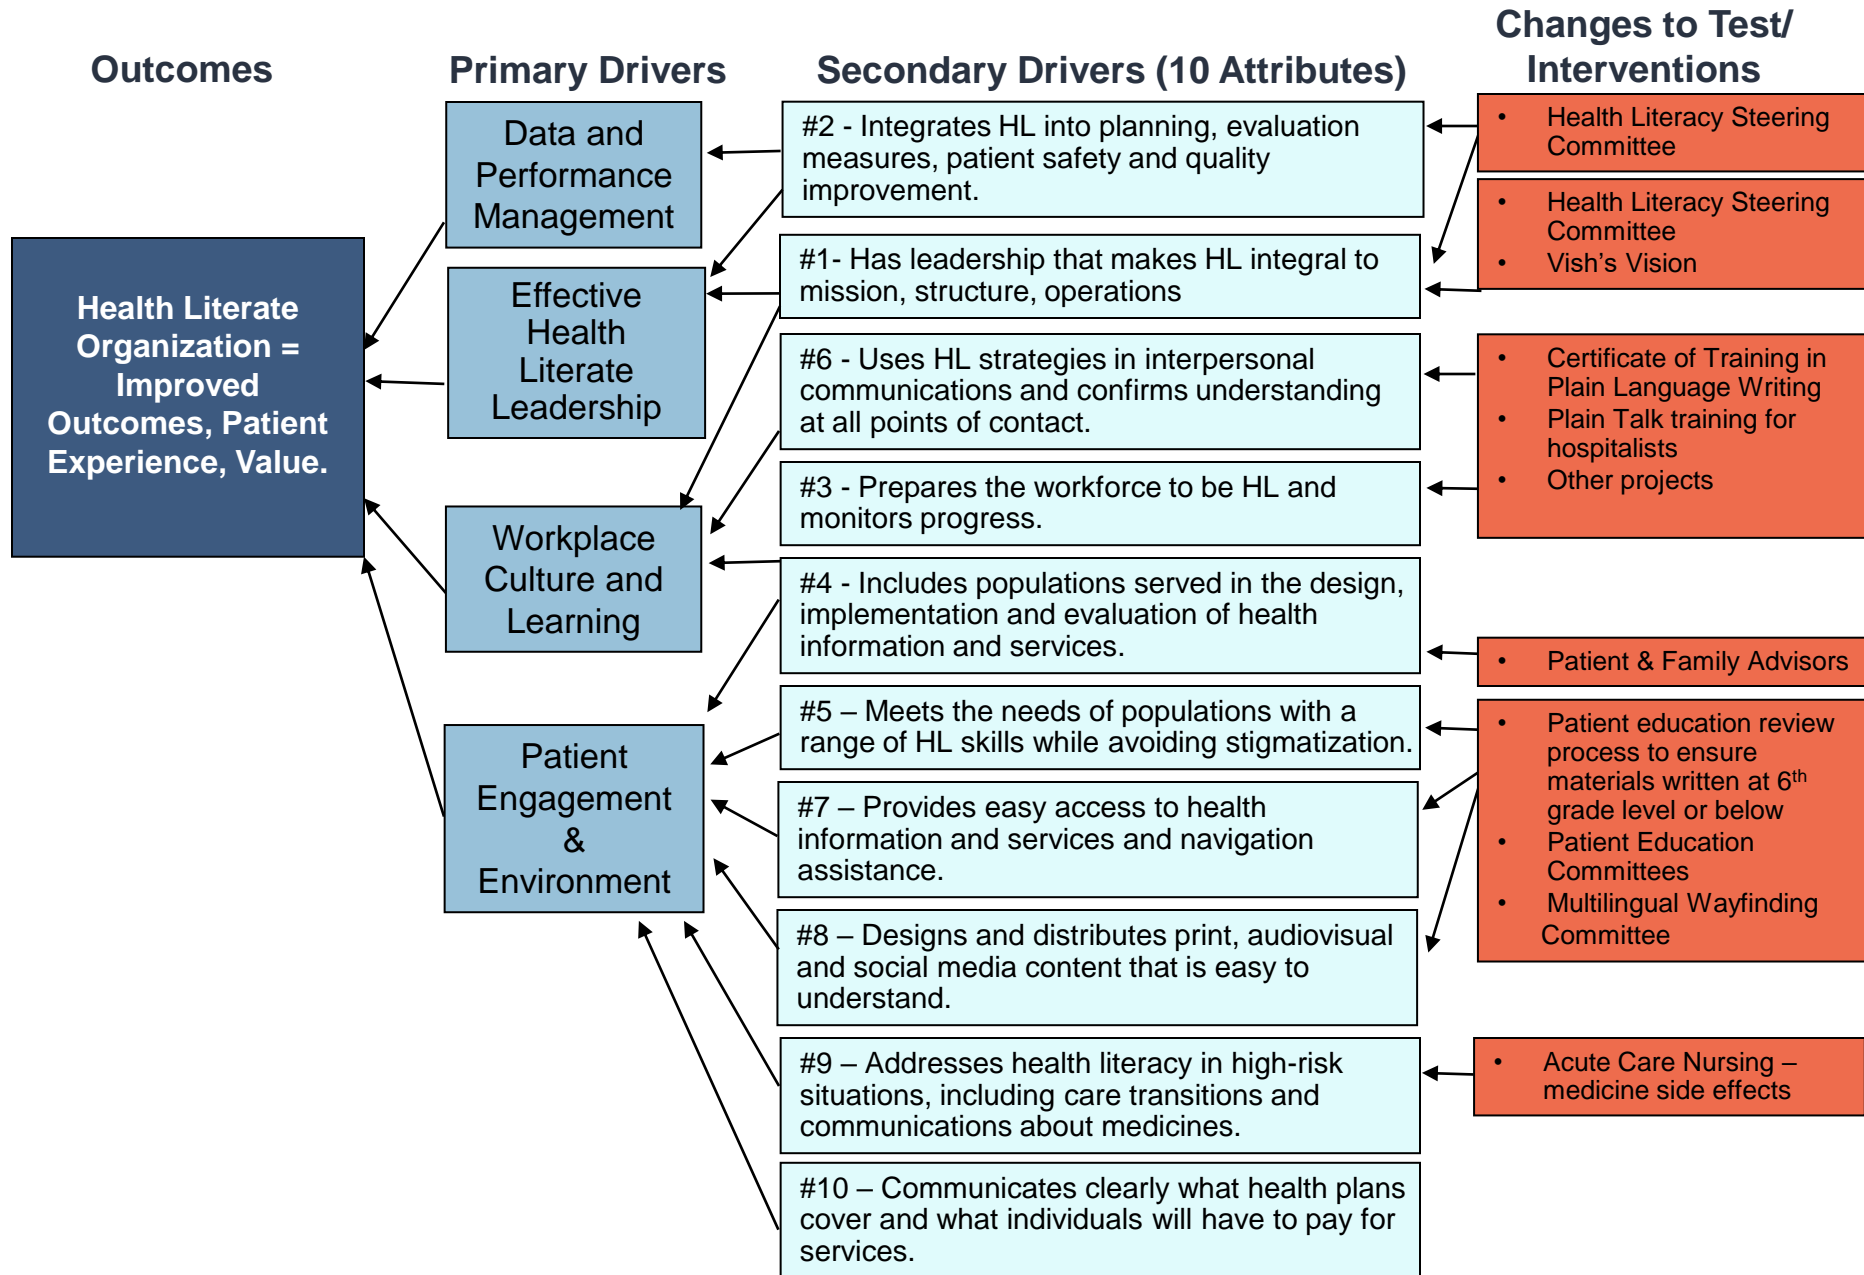 Outcomes
Primary Drivers
Secondary Drivers (10 Attributes)
Changes to Test/
Interventions
Health Literate
Organization =
Improved
Outcomes, Patient
Experience, Value.
Data and
Performance
Management
Effective
Health
Literate
Leadership
Workplace
Culture and
Learning
Patient
Engagement
&
Environment
#2 - Integrates HL into planning, evaluation
measures, patient safety and quality
improvement.
#1- Has leadership that makes HL integral to
mission, structure, operations
#6 - Uses HL strategies in interpersonal
communications and confirms understanding
at all points of contact.
#3 - Prepares the workforce to be HL and
monitors progress.
#4 - Includes populations served in the design,
implementation and evaluation of health
information and services.
#5 – Meets the needs of populations with a
range of HL skills while avoiding stigmatization.
#7 – Provides easy access to health
information and services and navigation
assistance.
#8 – Designs and distributes print, audiovisual
and social media content that is easy to
understand.
#9 – Addresses health literacy in high-risk
situations, including care transitions and
communications about medicines.
#10 – Communicates clearly what health plans
cover and what individuals will have to pay for
services.
• Health Literacy Steering
Committee
• Health Literacy Steering
Committee
• Vish's Vision
• Certificate of Training in
Plain Language Writing
• Plain Talk training for
hospitalists
• Other projects
• Patient & Family Advisors
• Patient education review
process to ensure
materials written at 6th
grade level or below
• Patient Education
Committees
• Multilingual Wayfinding
Committee
• Acute Care Nursing –
medicine side effects